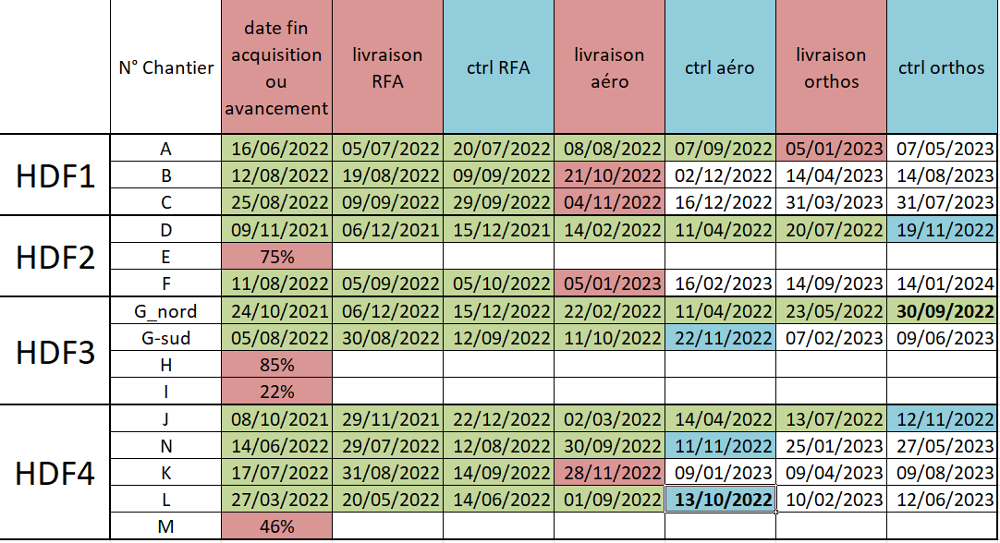 N° Chantier date fin acquisition ou avancement livraison RFA ctrl RFA livraison aéro ctrl aéro livraison orthos ctrl orthos
HDF1
A 16/06/2022 05/07/2022 20/07/2022 08/08/2022 07/09/2022 05/01/2023 07/05/2023
B 12/08/2022 19/08/2022 09/09/2022 21/10/2022 02/12/2022 14/04/2023 14/08/2023
C 25/08/2022 09/09/2022 29/09/2022 04/11/2022 16/12/2022 31/03/2023 31/07/2023
HDF2
D 09/11/2021 06/12/2021 15/12/2021 14/02/2022 11/04/2022 20/07/2022 19/11/2022
E 75%
F 11/08/2022 05/09/2022 05/10/2022 05/01/2023 16/02/2023 14/09/2023 14/01/2024
HDF3
G_nord 24/10/2021 06/12/2022 15/12/2022 22/02/2022 11/04/2022 23/05/2022 30/09/2022
G-sud 05/08/2022 30/08/2022 12/09/2022 11/10/2022 22/11/2022 07/02/2023 09/06/2023
H 85%
I 22%
HDF4
J 08/10/2021 29/11/2021 22/12/2021 02/03/2022 14/04/2022 13/07/2022 12/11/2022
N 14/06/2022 29/07/2022 12/08/2022 30/09/2022 11/11/2022 25/01/2023 27/05/2023
K 17/07/2022 31/08/2022 14/09/2022 28/11/2022 09/01/2023 09/04/2023 09/08/2023
L 27/03/2022 20/05/2022 14/06/2022 01/09/2022 13/10/2022 10/02/2023 12/06/2023
M 46%